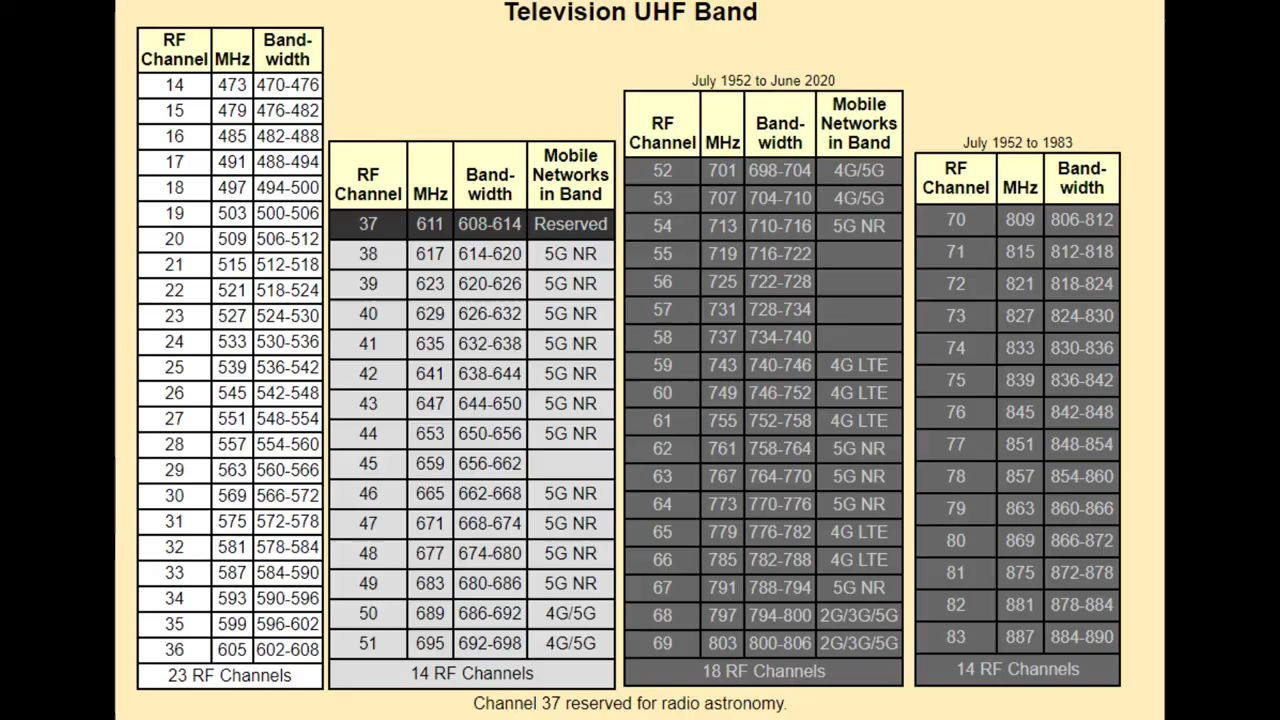 Television UHF Band
RF Channel MHz Band-width
14 473 470-476
15 479 476-482
16 485 482-488
17 491 488-494
18 497 494-500
19 503 500-506
20 509 506-512
21 515 512-518
22 521 518-524
23 527 524-530
24 533 530-536
25 539 536-542
26 545 542-548
27 551 548-554
28 557 554-560
29 563 560-566
30 569 566-572
31 575 572-578
32 581 578-584
33 587 584-590
34 593 590-596
35 599 596-602
36 605 602-608
23 RF Channels
RF Channel MHz Band-width Mobile Networks in Band
37 611 608-614 Reserved
38 617 614-620 5G NR
39 623 620-626 5G NR
40 629 626-632 5G NR
41 635 632-638 5G NR
42 641 638-644 5G NR
43 647 644-650 5G NR
44 653 650-656 5G NR
45 659 656-662
46 665 662-668 5G NR
47 671 668-674 5G NR
48 677 674-680 5G NR
49 683 680-686 5G NR
50 689 686-692 4G/5G
51 695 692-698 4G/5G
14 RF Channels
July 1952 to June 2020
RF Channel MHz Band-width Mobile Networks in Band
52 701 698-704 4G/5G
53 707 704-710 4G/5G
54 713 710-716 5G NR
55 719 716-722
56 725 722-728
57 731 728-734
58 737 734-740
59 743 740-746 4G LTE
60 749 746-752 4G LTE
61 755 752-758 4G LTE
62 761 758-764 5G NR
63 767 764-770 5G NR
64 773 770-776 5G NR
65 779 776-782 4G LTE
66 785 782-788 4G LTE
67 791 788-794 5G NR
68 797 794-800 2G/3G/5G
69 803 800-806 2G/3G/5G
18 RF Channels
July 1952 to 1983
RF Channel MHz Band-width
70 809 806-812
71 815 812-818
72 821 818-824
73 827 824-830
74 833 830-836
75 839 836-842
76 845 842-848
77 851 848-854
78 857 854-860
79 863 860-866
80 869 866-872
81 875 872-878
82 881 878-884
83 887 884-890
14 RF Channels
Channel 37 reserved for radio astronomy.